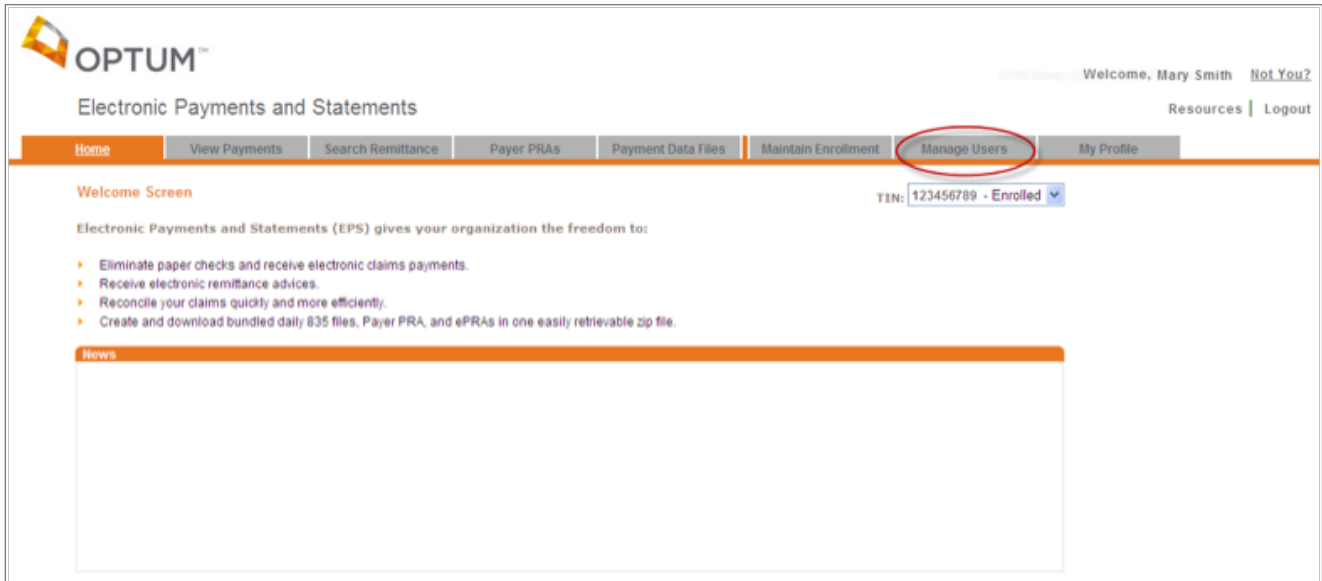 OPTUM™
Welcome, Mary Smith Not You?
Electronic Payments and Statements
Resources | Logout
Home View Payments Search Remittance Payer PRAs Payment Data Files Maintain Enrollment Manage Users My Profile
Welcome Screen
TIN: 123456789 - Enrolled
Electronic Payments and Statements (EPS) gives your organization the freedom to:
Eliminate paper checks and receive electronic claims payments.
Receive electronic remittance advices.
Reconcile your claims quickly and more efficiently.
Create and download bundled daily 835 files, Payer PRA, and ePRAs in one easily retrievable zip file.
News